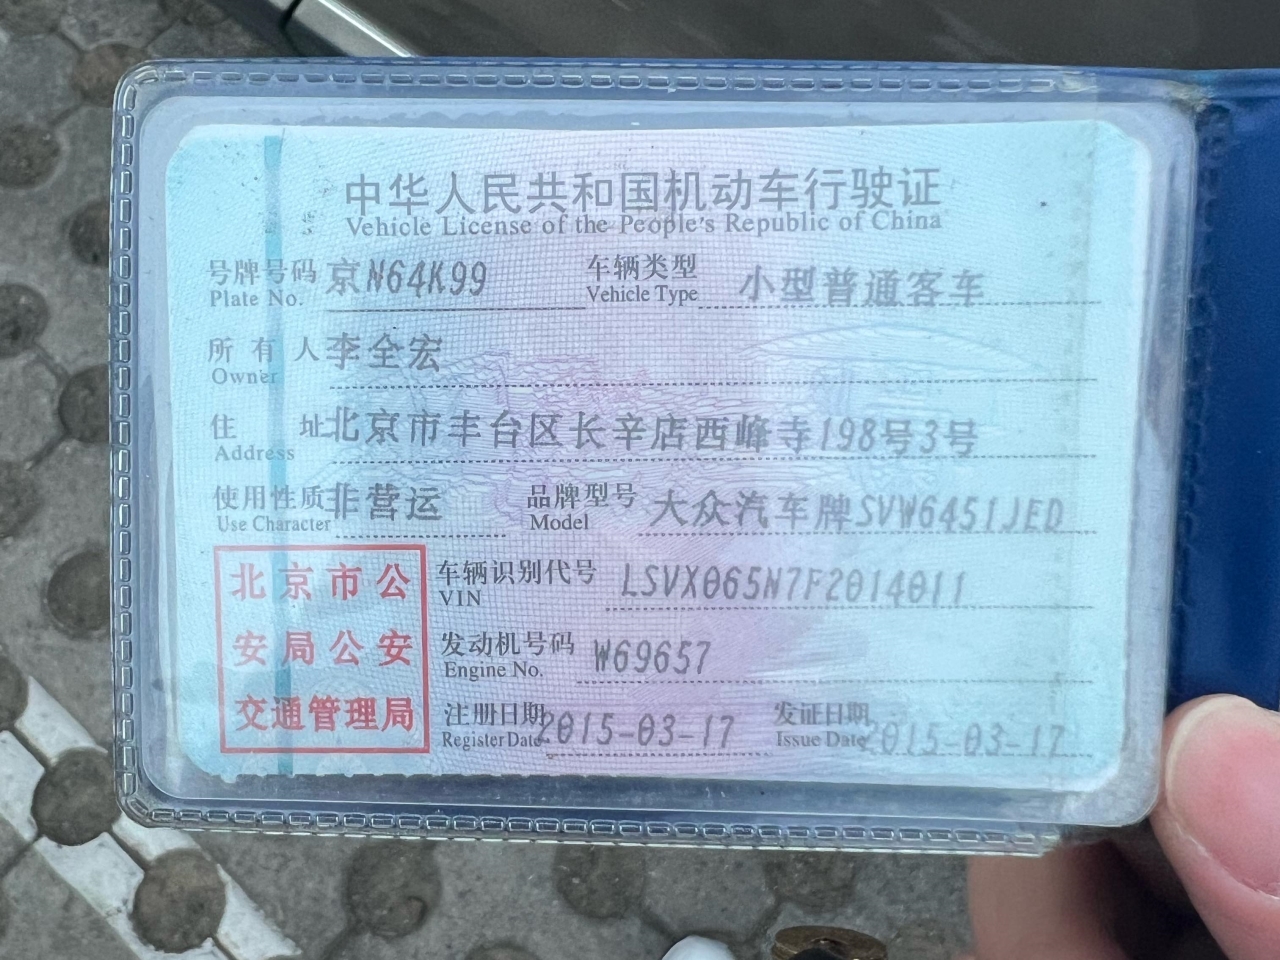 中华人民共和国机动车行驶证
Vehicle License of the People's Republic of China
号牌号码 京N64K99 车辆类型 小型普通客车
Plate No. Vehicle Type
所有人 李全宏
Owner
住址 北京市丰台区长辛店西峰寺198号3号
Address
使用性质 非营运 品牌型号 大众汽车牌SVW6451JED
Use Character Model
北京市公
安局公安
交通管理局
车辆识别代号 LSVX065N7F2014011
VIN
发动机号码 W69657
Engine No.
注册日期 2015-03-17 发证日期 2015-03-17
Register Date Issue Date